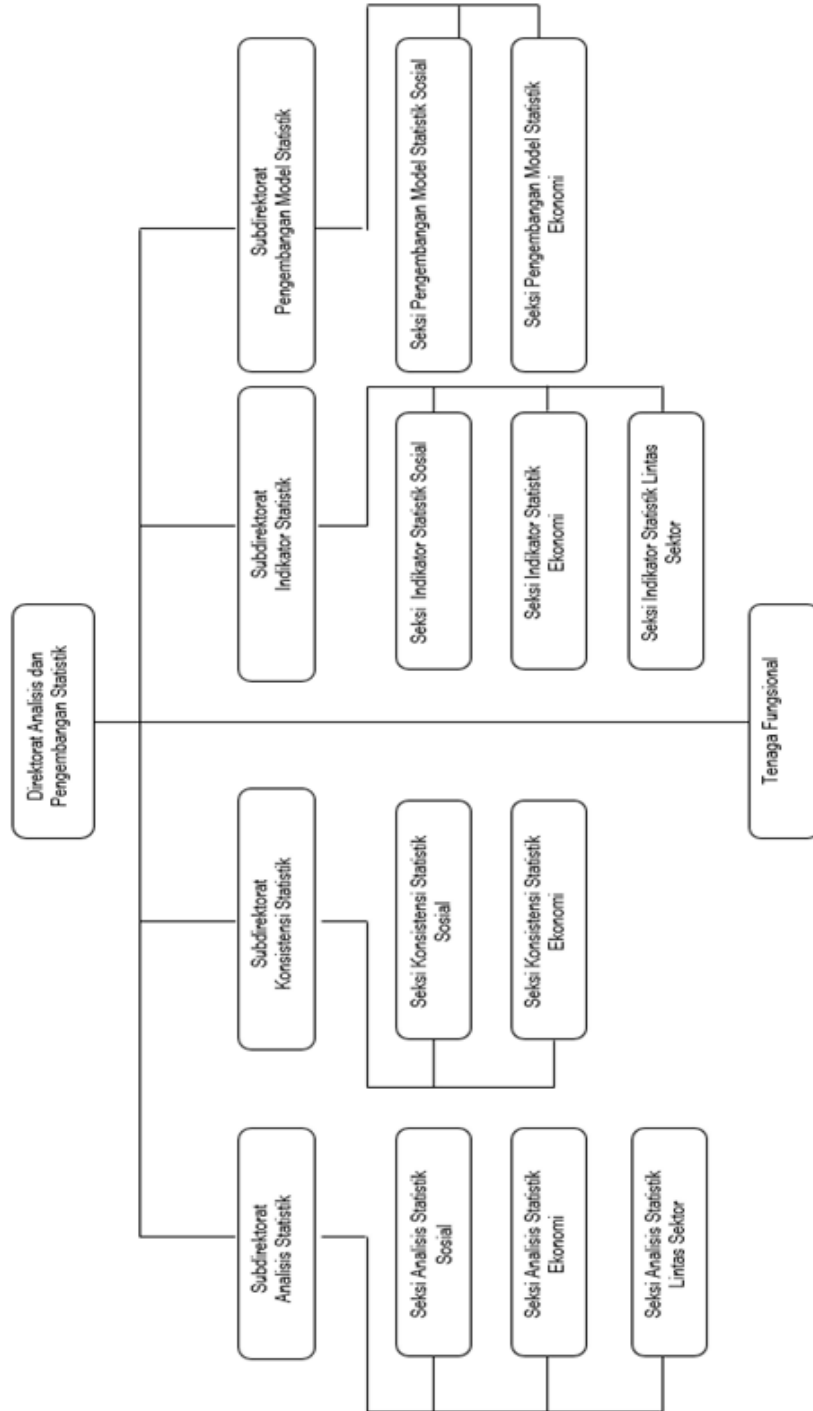 Direktorat Analisis dan
Pengembangan Statistik
Subdirektorat
Analisis Statistik
Subdirektorat
Konsistensi Statistik
Subdirektorat
Indikator Statistik
Subdirektorat
Pengembangan Model Statistik
Seksi Analisis Statistik
Sosial
Seksi Konsistensi Statistik
Sosial
Seksi Indikator Statistik Sosial
Seksi Pengembangan Model Statistik Sosial
Seksi Analisis Statistik
Ekonomi
Seksi Konsistensi Statistik
Ekonomi
Seksi Indikator Statistik
Ekonomi
Seksi Pengembangan Model Statistik
Ekonomi
Seksi Analisis Statistik
Lintas Sektor
Seksi Indikator Statistik Lintas
Sektor
Tenaga Fungsional